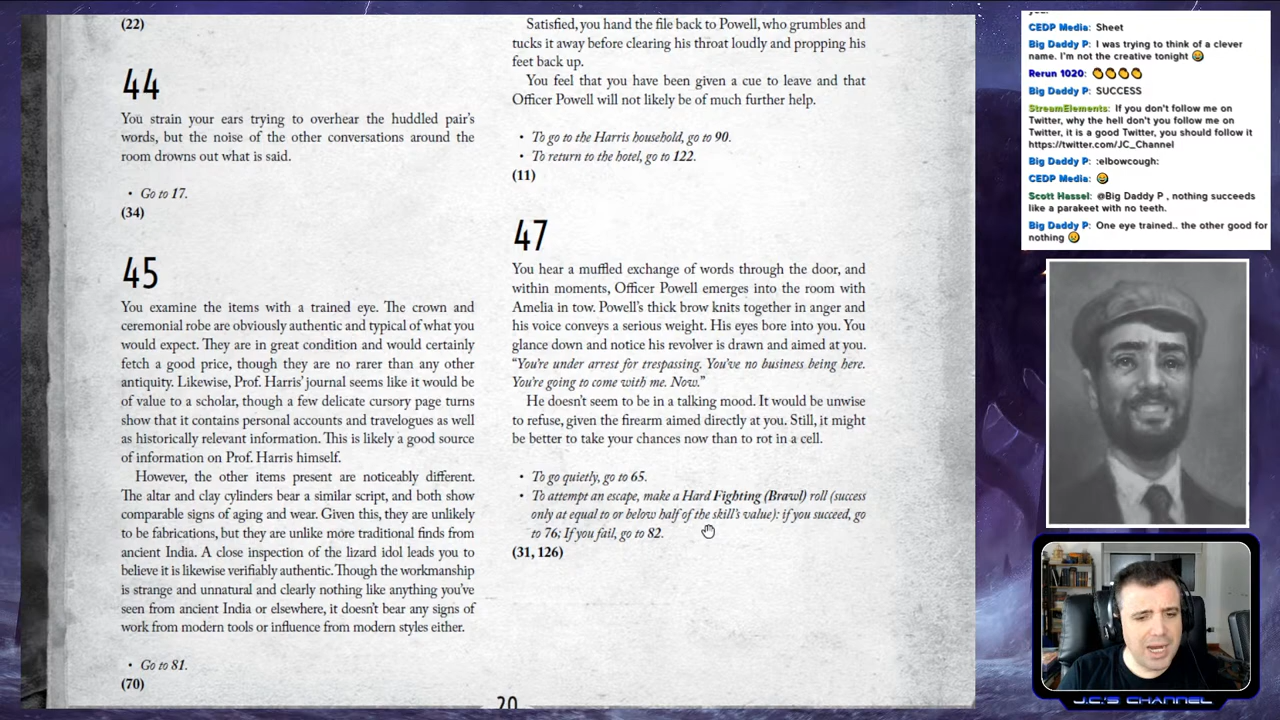 (22)
44
You strain your ears trying to overhear the huddled pair's
words, but the noise of the other conversations around the
room drowns out what is said.
• Go to 17.
(34)
45
You examine the items with a trained eye. The crown and
ceremonial robe are obviously authentic and typical of what you
would expect. They are in great condition and would certainly
fetch a good price, though they are no rarer than any other
antiquity. Likewise, Prof. Harris' journal seems like it would be
of value to a scholar, though a few delicate cursory page turns
show that it contains personal accounts and travelogues as well
as historically relevant information. This is likely a good source
of information on Prof. Harris himself.
However, the other items present are noticeably different.
The altar and clay cylinders bear a similar script, and both show
comparable signs of aging and wear. Given this, they are unlikely
to be fabrications, but they are unlike more traditional finds from
ancient India. A close inspection of the lizard idol leads you to
believe it is likewise verifiably authentic. Though the workmanship
is strange and unnatural and clearly nothing like anything you've
seen from ancient India or elsewhere, it doesn't bear any signs of
work from modern tools or influence from modern styles either.
• Go to 81.
(70)
Satisfied, you hand the file back to Powell, who grumbles and
tucks it away before clearing his throat loudly and propping his
feet back up.
You feel that you have been given a cue to leave and that
Officer Powell will not likely be of much further help.
• To go to the Harris household, go to 90.
• To return to the hotel, go to 122.
(11)
47
You hear a muffled exchange of words through the door, and
within moments, Officer Powell emerges into the room with
Amelia in tow. Powell's thick brow knits together in anger and
his voice conveys a serious weight. His eyes bore into you. You
glance down and notice his revolver is drawn and aimed at you.
"You're under arrest for trespassing. You've no business being here.
You're going to come with me. Now."
He doesn't seem to be in a talking mood. It would be unwise
to refuse, given the firearm aimed directly at you. Still, it might
be better to take your chances now than to rot in a cell.
• To go quietly, go to 65.
• To attempt an escape, make a Hard Fighting (Brawl) roll (success
only at equal to or below half of the skill's value): if you succeed, go
to 76; If you fail, go to 82.
(31, 126)
20
CEDP Media: Sheet
Big Daddy P: I was trying to think of a clever
name. I'm not the creative tonight
Rerun 1020:
Big Daddy P: SUCCESS
StreamElements: If you don't follow me on
Twitter, why the hell don't you follow me on
Twitter, it is a good Twitter, you should follow it
https://twitter.com/JC_Channel
Big Daddy P: :elbowcough:
CEDP Media:
Scott Hassel: @Big Daddy P , nothing succeeds
like a parakeet with no teeth.
Big Daddy P: One eye trained.. the other good for
nothing
J.C.'S CHANNEL